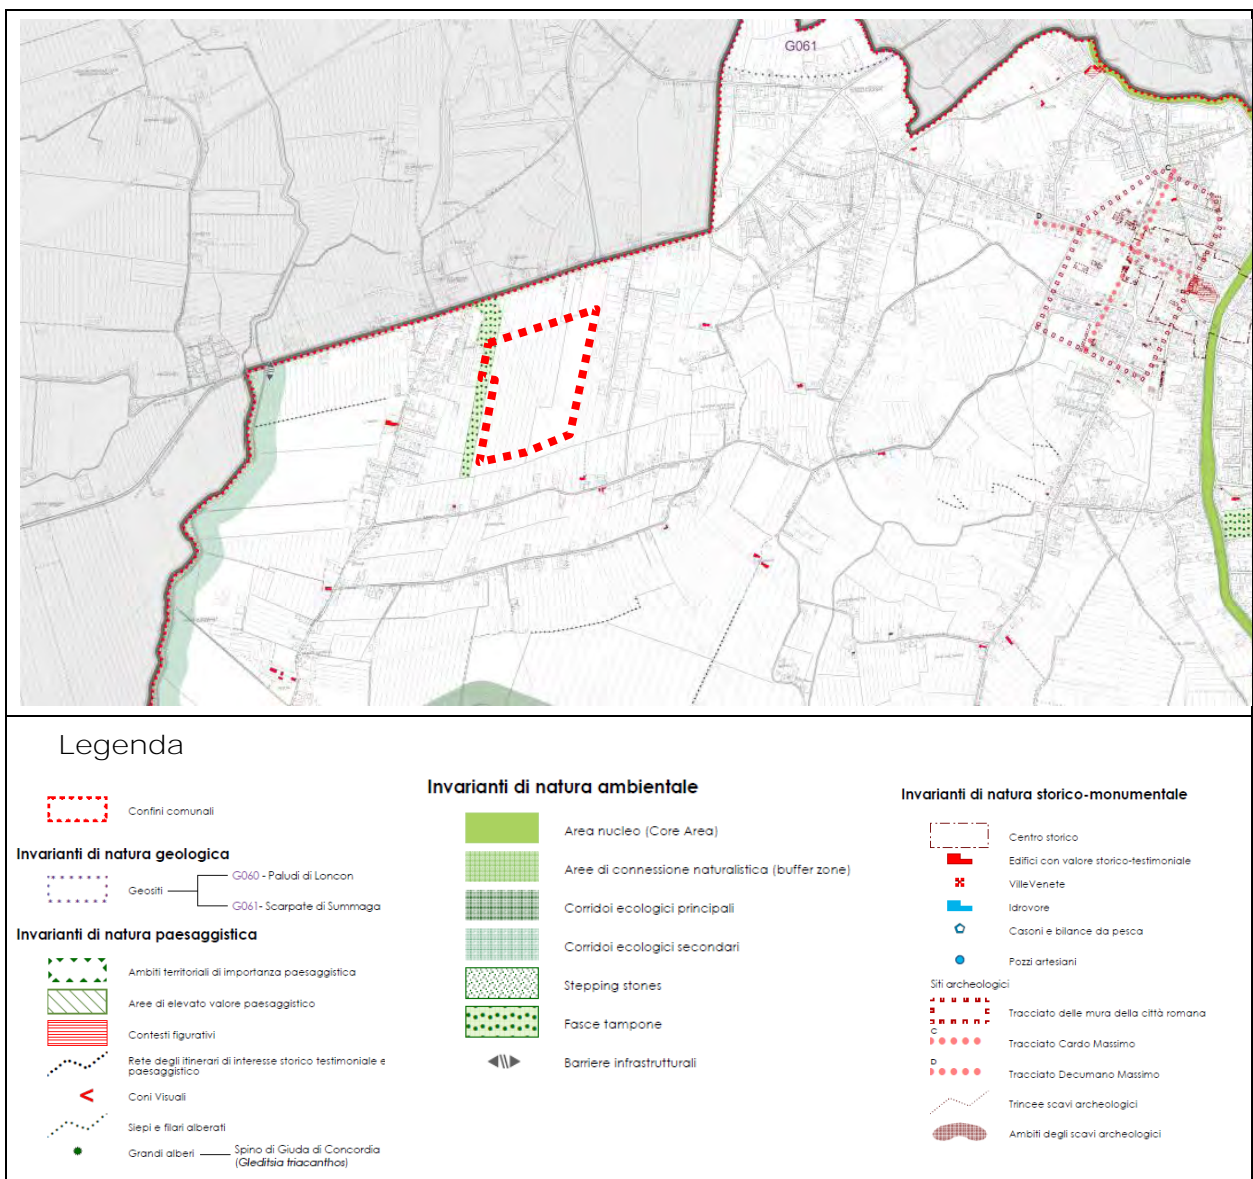 G061
C
D
Legenda
Confini comunali
Invarianti di natura geologica
Geositi
G060 - Paludi di Loncon
G061- Scarpate di Summaga
Invarianti di natura paesaggistica
Ambiti territoriali di importanza paesaggistica
Aree di elevato valore paesaggistico
Contesti figurativi
Rete degli itinerari di interesse storico testimoniale e
paesaggistico
Coni Visuali
Siepi e filari alberati
Grandi alberi
Spino di Giuda di Concordia
(Gleditsia triacanthos)
Invarianti di natura ambientale
Area nucleo (Core Area)
Aree di connessione naturalistica (buffer zone)
Corridoi ecologici principali
Corridoi ecologici secondari
Stepping stones
Fasce tampone
Barriere infrastrutturali
Invarianti di natura storico-monumentale
Centro storico
Edifici con valore storico-testimoniale
VilleVenete
Idrovore
Casoni e bilance da pesca
Pozzi artesiani
Siti archeologici
Tracciato delle mura della città romana
C
Tracciato Cardo Massimo
D
Tracciato Decumano Massimo
Trincee scavi archeologici
Ambiti degli scavi archeologici